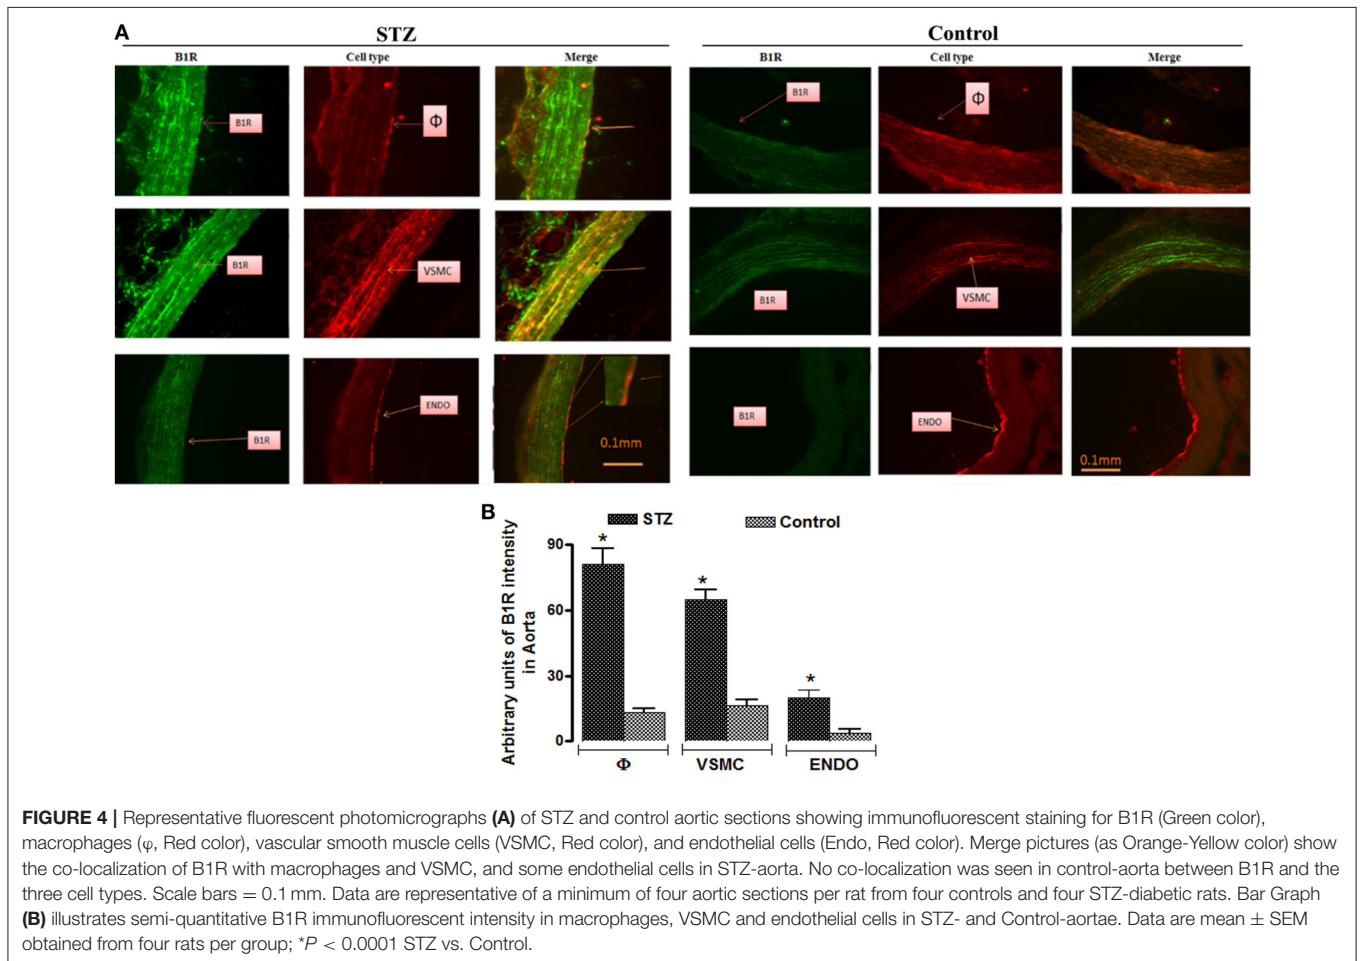 A
STZ
Control
B1R
Cell type
Merge
B1R
Cell type
Merge
B1R
Φ
B1R
Φ
B1R
VSMC
B1R
VSMC
B1R
ENDO
0.1mm
B1R
ENDO
0.1mm
B
STZ
Control
Arbitrary units of B1R intensity
in Aorta
90
60
30
0
*
*
*
Φ
VSMC
ENDO
FIGURE 4 | Representative fluorescent photomicrographs (A) of STZ and control aortic sections showing immunofluorescent staining for B1R (Green color),
macrophages (φ, Red color), vascular smooth muscle cells (VSMC, Red color), and endothelial cells (Endo, Red color). Merge pictures (as Orange-Yellow color) show
the co-localization of B1R with macrophages and VSMC, and some endothelial cells in STZ-aorta. No co-localization was seen in control-aorta between B1R and the
three cell types. Scale bars = 0.1 mm. Data are representative of a minimum of four aortic sections per rat from four controls and four STZ-diabetic rats. Bar Graph
(B) illustrates semi-quantitative B1R immunofluorescent intensity in macrophages, VSMC and endothelial cells in STZ- and Control-aortae. Data are mean ± SEM
obtained from four rats per group; *P < 0.0001 STZ vs. Control.